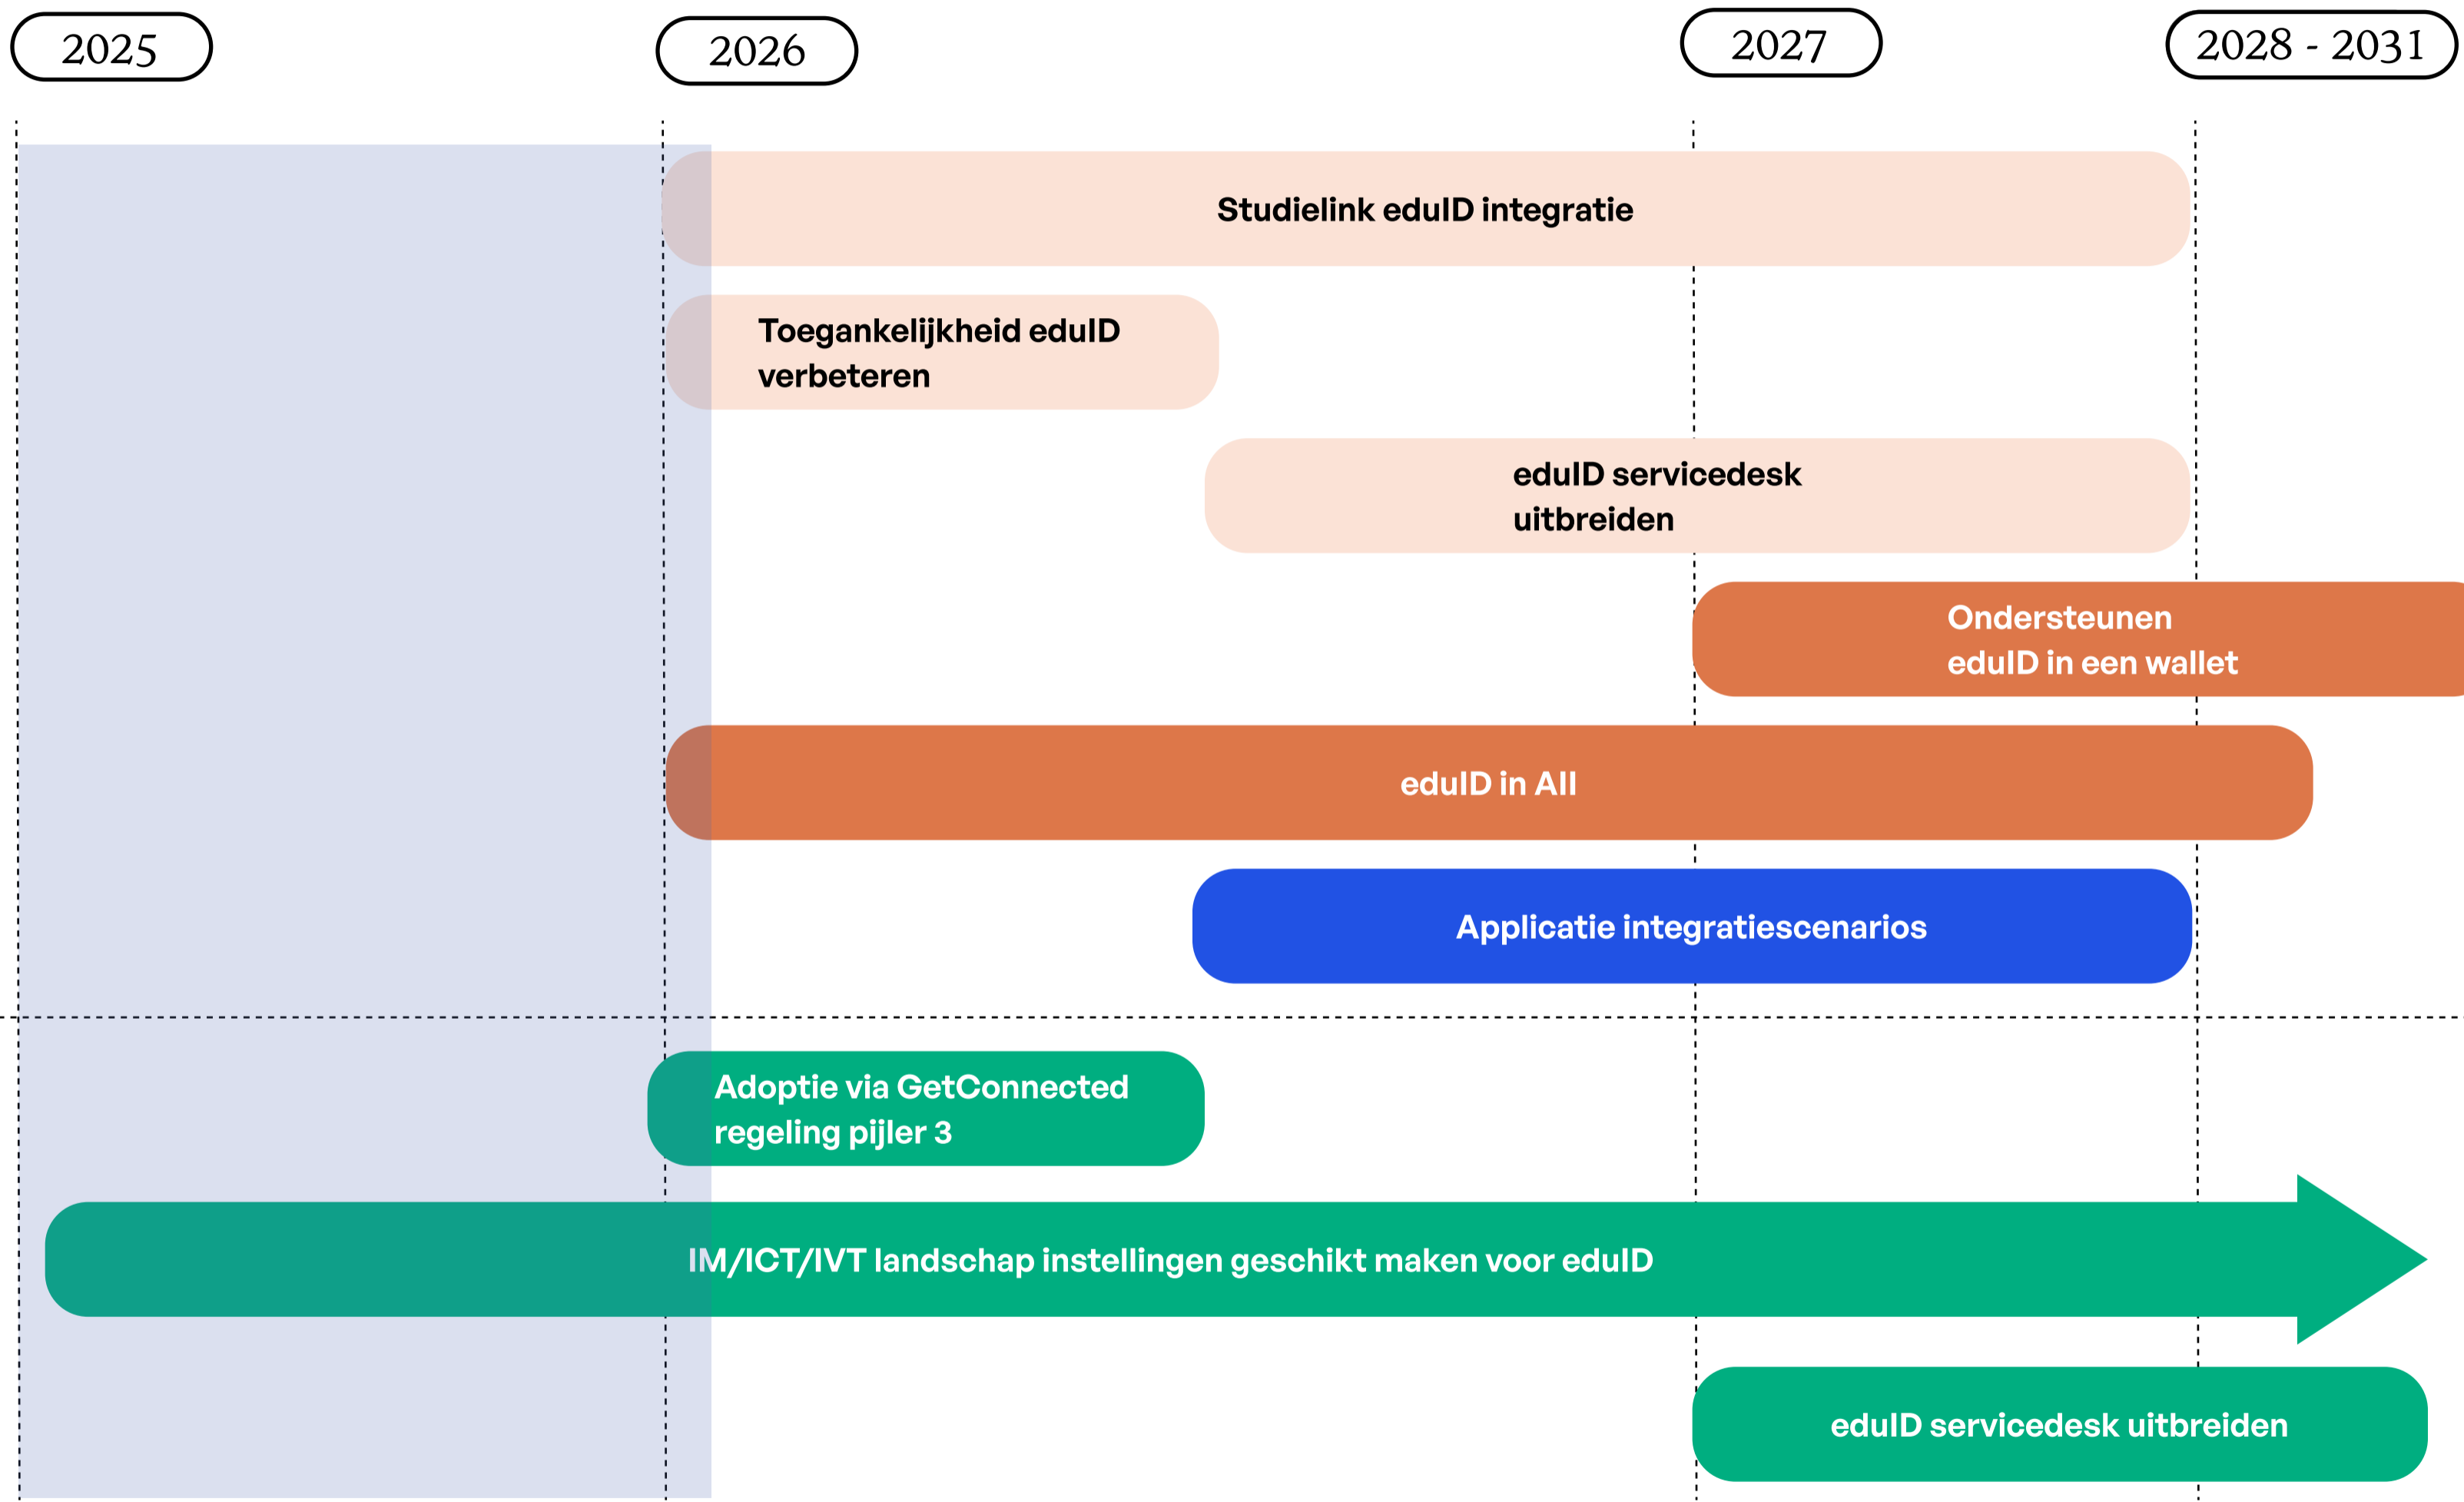 2025
2026
2027
2028 - 2031
Studielink eduID integratie
Toegankelijkheid eduID
verbeteren
eduID servicedesk
uitbreiden
Ondersteunen
eduID in een wallet
eduID in All
Applicatie integratiescenarios
Adoptie via GetConnected
regeling pijler 3
IM/ICT/IVT landschap instellingen geschikt maken voor eduID
eduID servicedesk uitbreiden